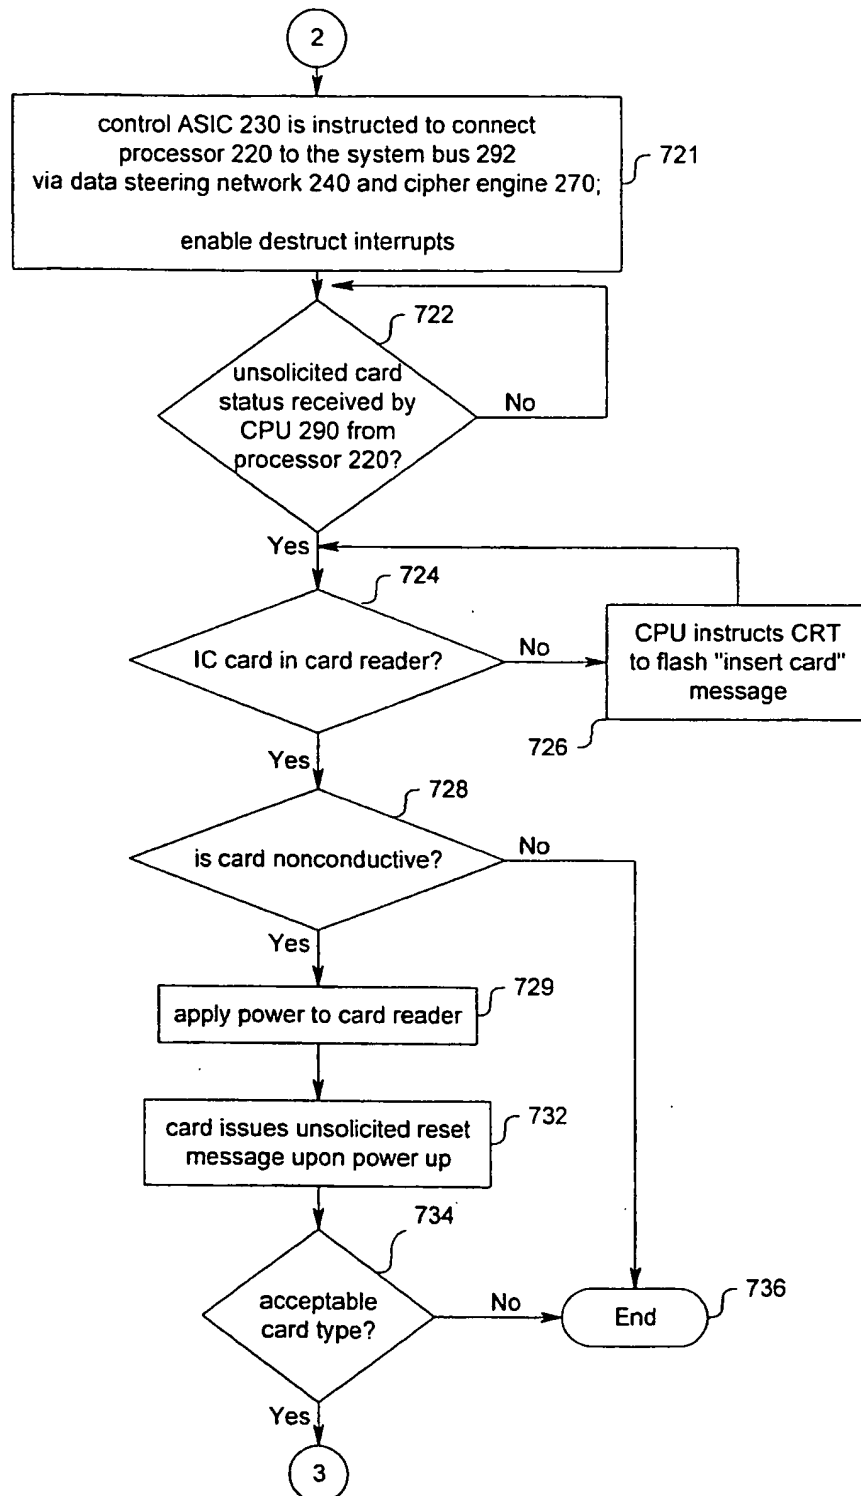 2
control ASIC 230 is instructed to connect
processor 220 to the system bus 292
via data steering network 240 and cipher engine 270;
enable destruct interrupts
721
722
unsolicited card
status received by
CPU 290 from
processor 220?
No
Yes
724
IC card in card reader?
No
CPU instructs CRT
to flash "insert card"
message
726
Yes
728
is card nonconductive?
No
Yes
729
apply power to card reader
732
card issues unsolicited reset
message upon power up
734
acceptable
card type?
No
End
736
Yes
3